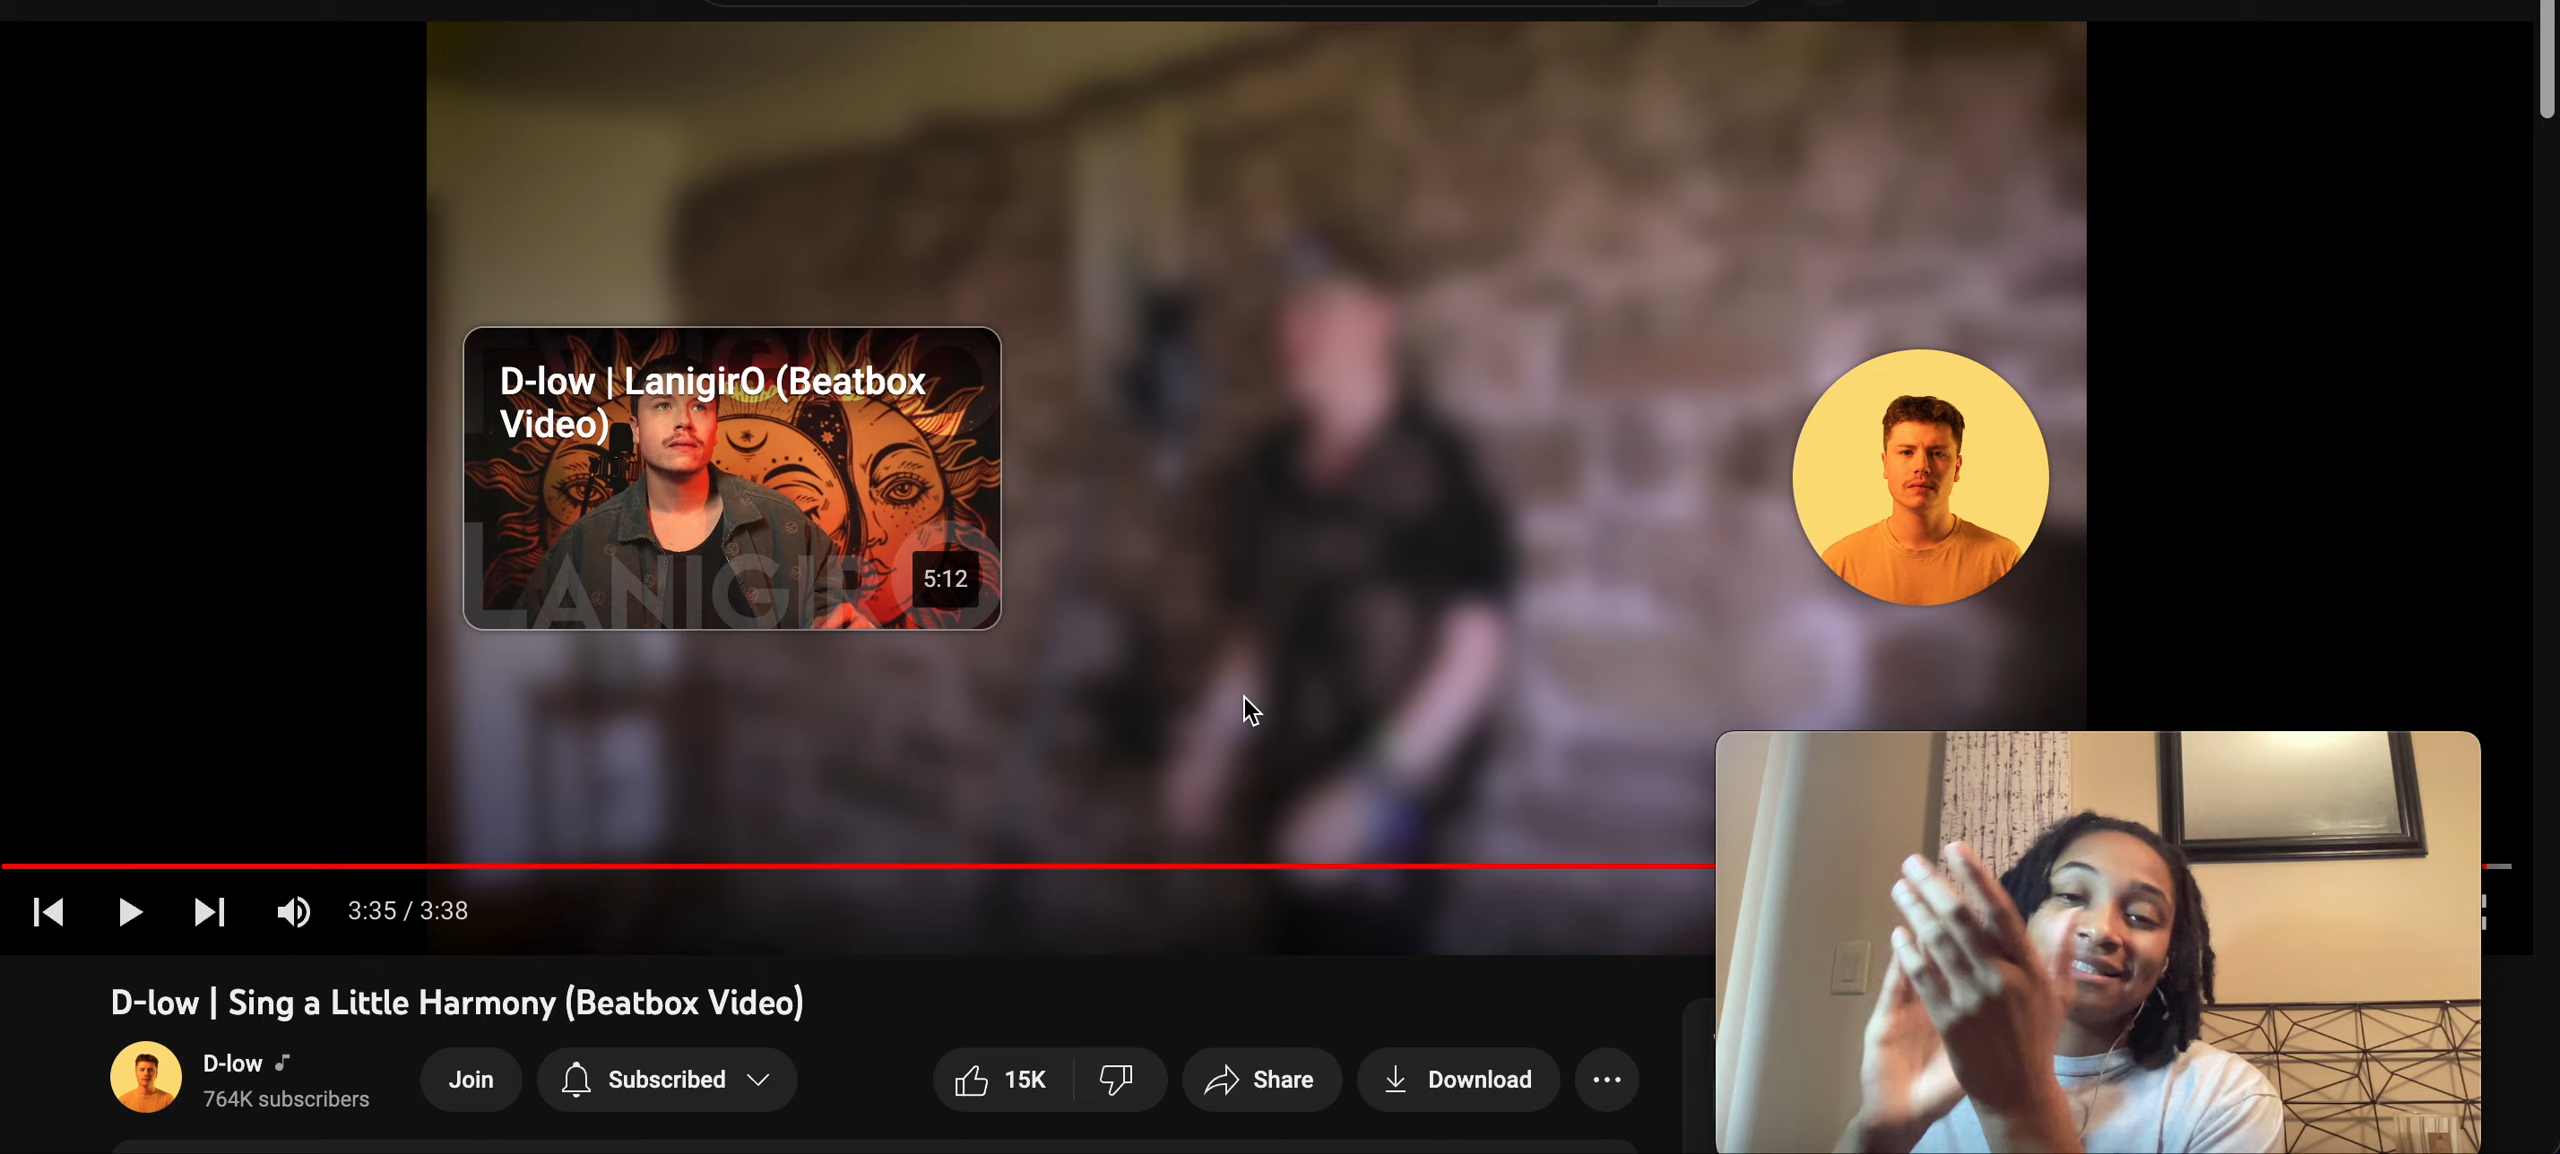 D-low | LanigirO (Beatbox
Video)
LANIGIRO
5:12
3:35 / 3:38
D-low | Sing a Little Harmony (Beatbox Video)
D-low
764K subscribers
Join
Subscribed
15K
Share
Download